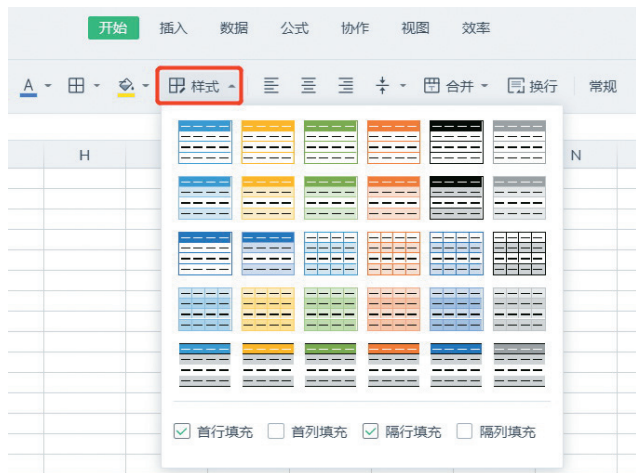 开始 插入 数据 公式 协作 视图 效率
A 样式 合并 换行 常规
H N
首行填充 首列填充 隔行填充 隔列填充